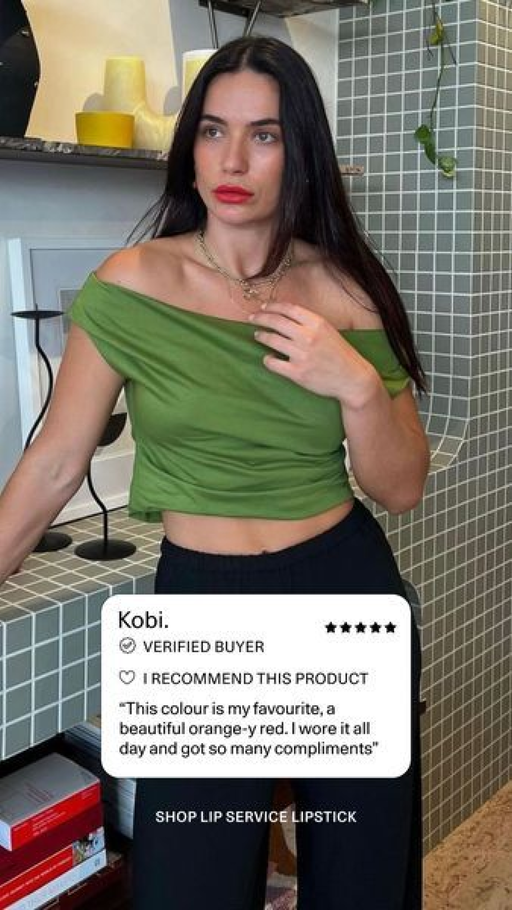 Kobi.
★★★★★
VERIFIED BUYER
I RECOMMEND THIS PRODUCT
“This colour is my favourite, a
beautiful orange-y red. I wore it all
day and got so many compliments”
SHOP LIP SERVICE LIPSTICK